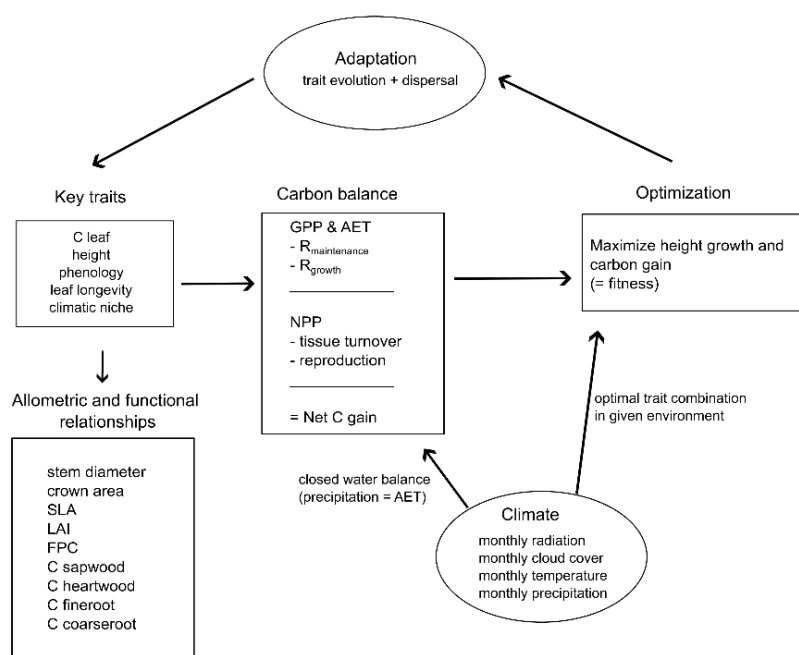 Adaptation
trait evolution + dispersal
Key traits
C leaf
height
phenology
leaf longevity
climatic niche
Carbon balance
GPP & AET
- Rmaintenance
- Rgrowth
NPP
- tissue turnover
- reproduction
= Net C gain
Optimization
Maximize height growth and
carbon gain
(= fitness)
Allometric and functional
relationships
stem diameter
crown area
SLA
LAI
FPC
C sapwood
C heartwood
C fineroot
C coarseroot
closed water balance
(precipitation = AET)
optimal trait combination
in given environment
Climate
monthly radiation
monthly cloud cover
monthly temperature
monthly precipitation